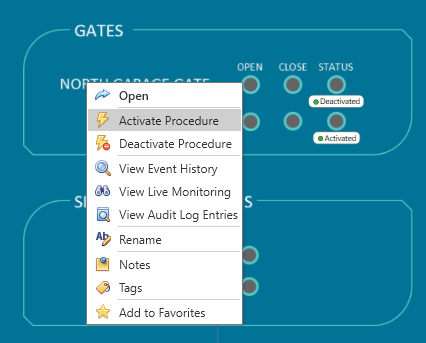 GATES
OPEN CLOSE STATUS
NORTH GARAGE GATE
Deactivated
Activated
Open
Activate Procedure
Deactivate Procedure
View Event History
View Live Monitoring
View Audit Log Entries
Rename
Notes
Tags
Add to Favorites